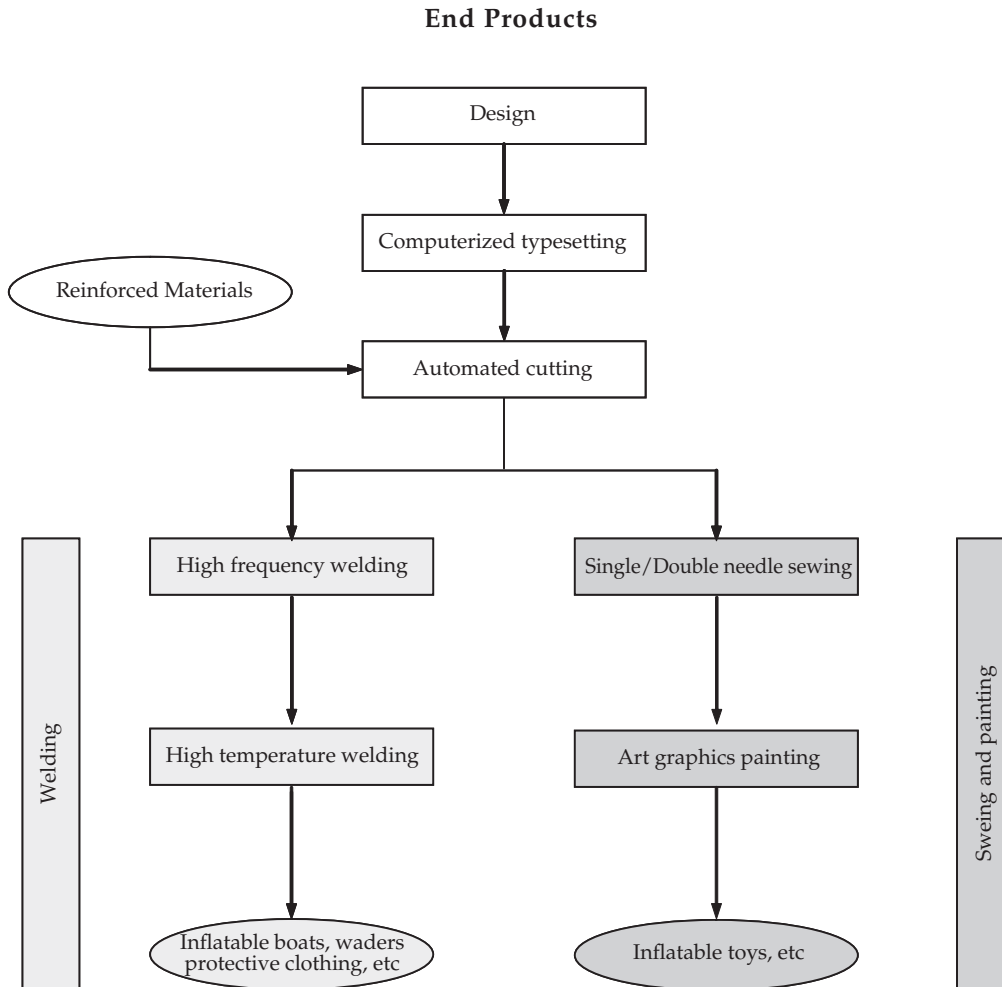 End Products
Design
Computerized typesetting
Reinforced Materials
Automated cutting
High frequency welding
Single/Double needle sewing
Welding
High temperature welding
Art graphics painting
Sweing and painting
Inflatable boats, waders
protective clothing, etc
Inflatable toys, etc